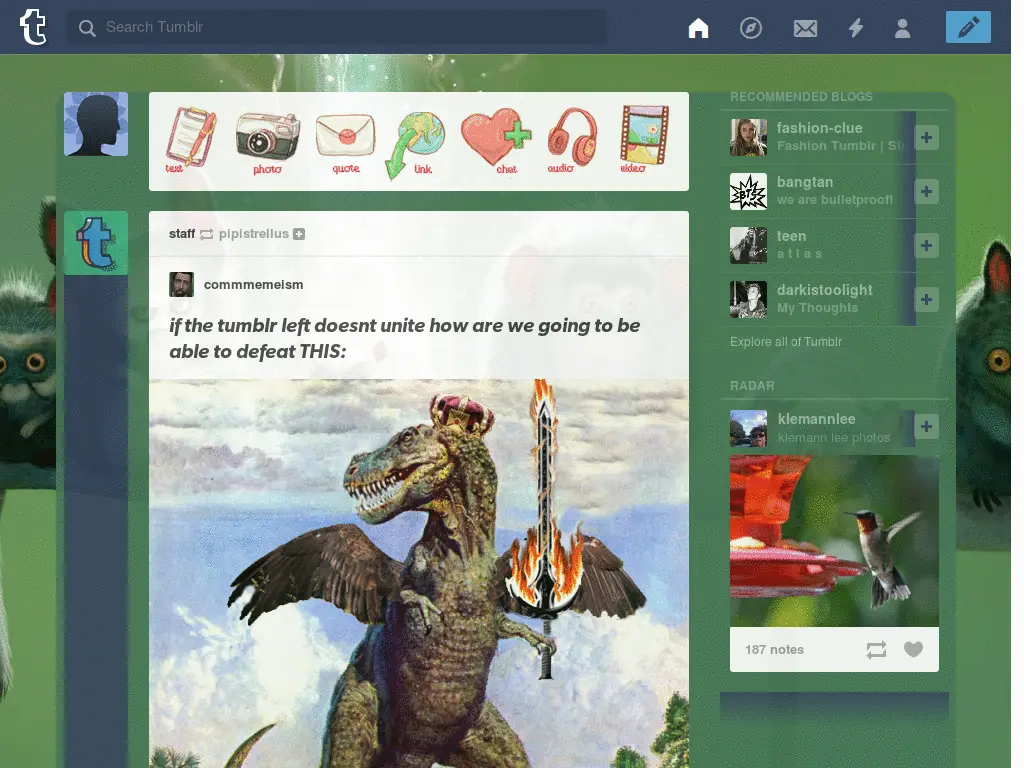 Search Tumblr
text
photo
quote
link
chat
audio
video
staff pipistrellus
commmemeism
if the tumblr left doesnt unite how are we going to be
able to defeat THIS:
RECOMMENDED BLOGS
fashion-clue
Fashion Tumblr |
bangtan
we are bulletproof!
BTS
teen
a t l a s
darkistoolight
My Thoughts
Explore all of Tumblr
RADAR
klemannlee
klemann lee photos
187 notes